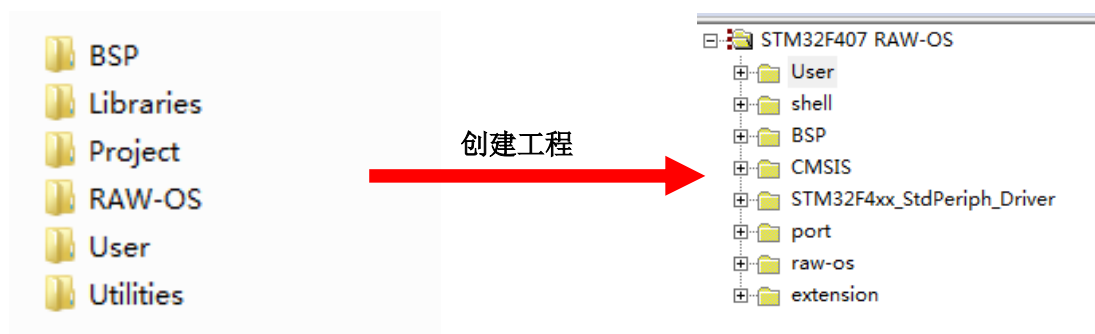 BSP
Libraries
Project
RAW-OS
User
Utilities
创建工程
STM32F407 RAW-OS
User
shell
BSP
CMSIS
STM32F4xx_StdPeriph_Driver
port
raw-os
extension